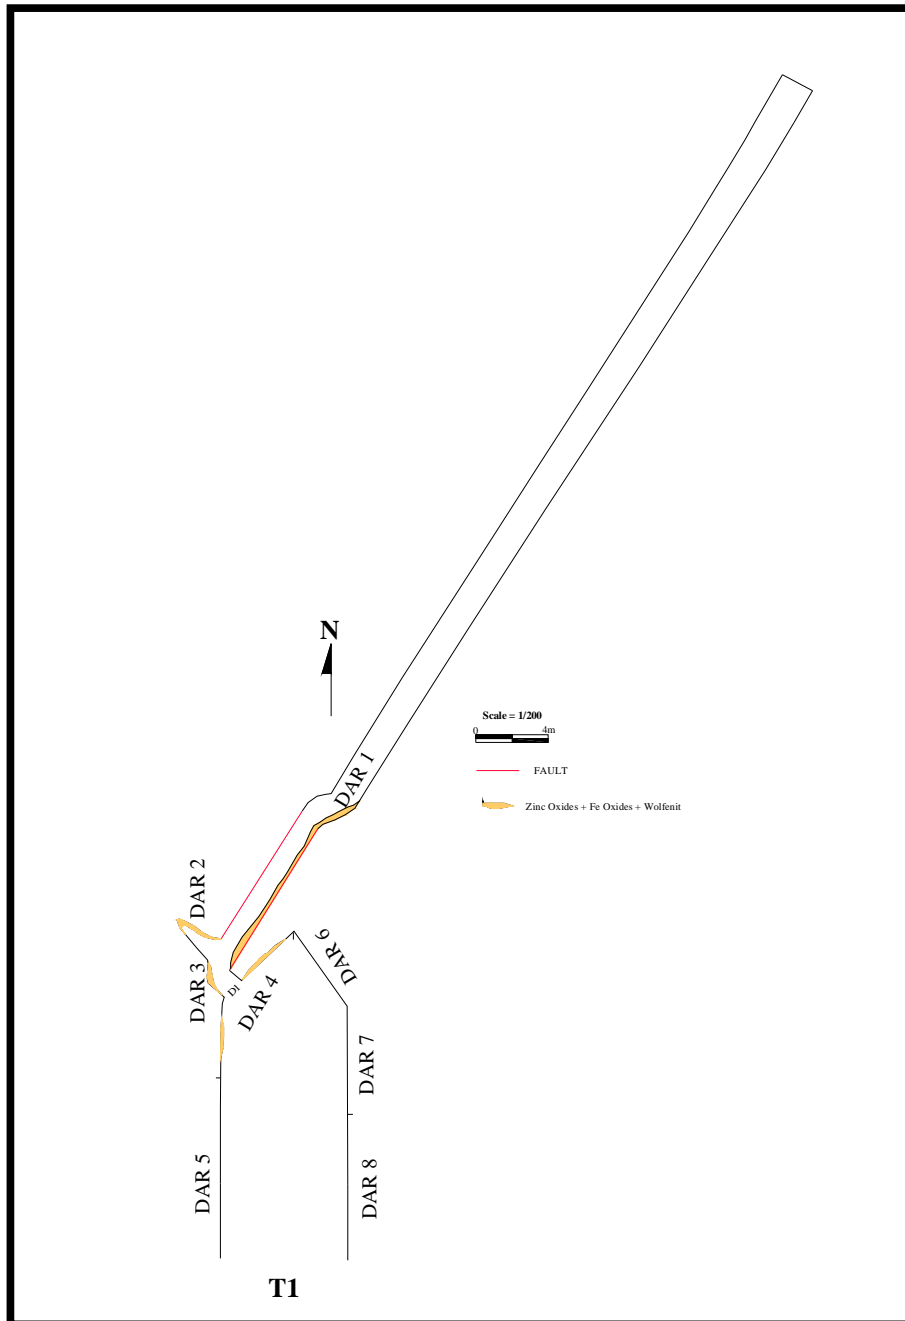 N
Scale = 1/200
0 4m
FAULT
Zinc Oxides + Fe Oxides + Wolfenit
DAR 1
DAR 2
DAR 3
D1
DAR 4
DAR 6
DAR 7
DAR 5
DAR 8
T1